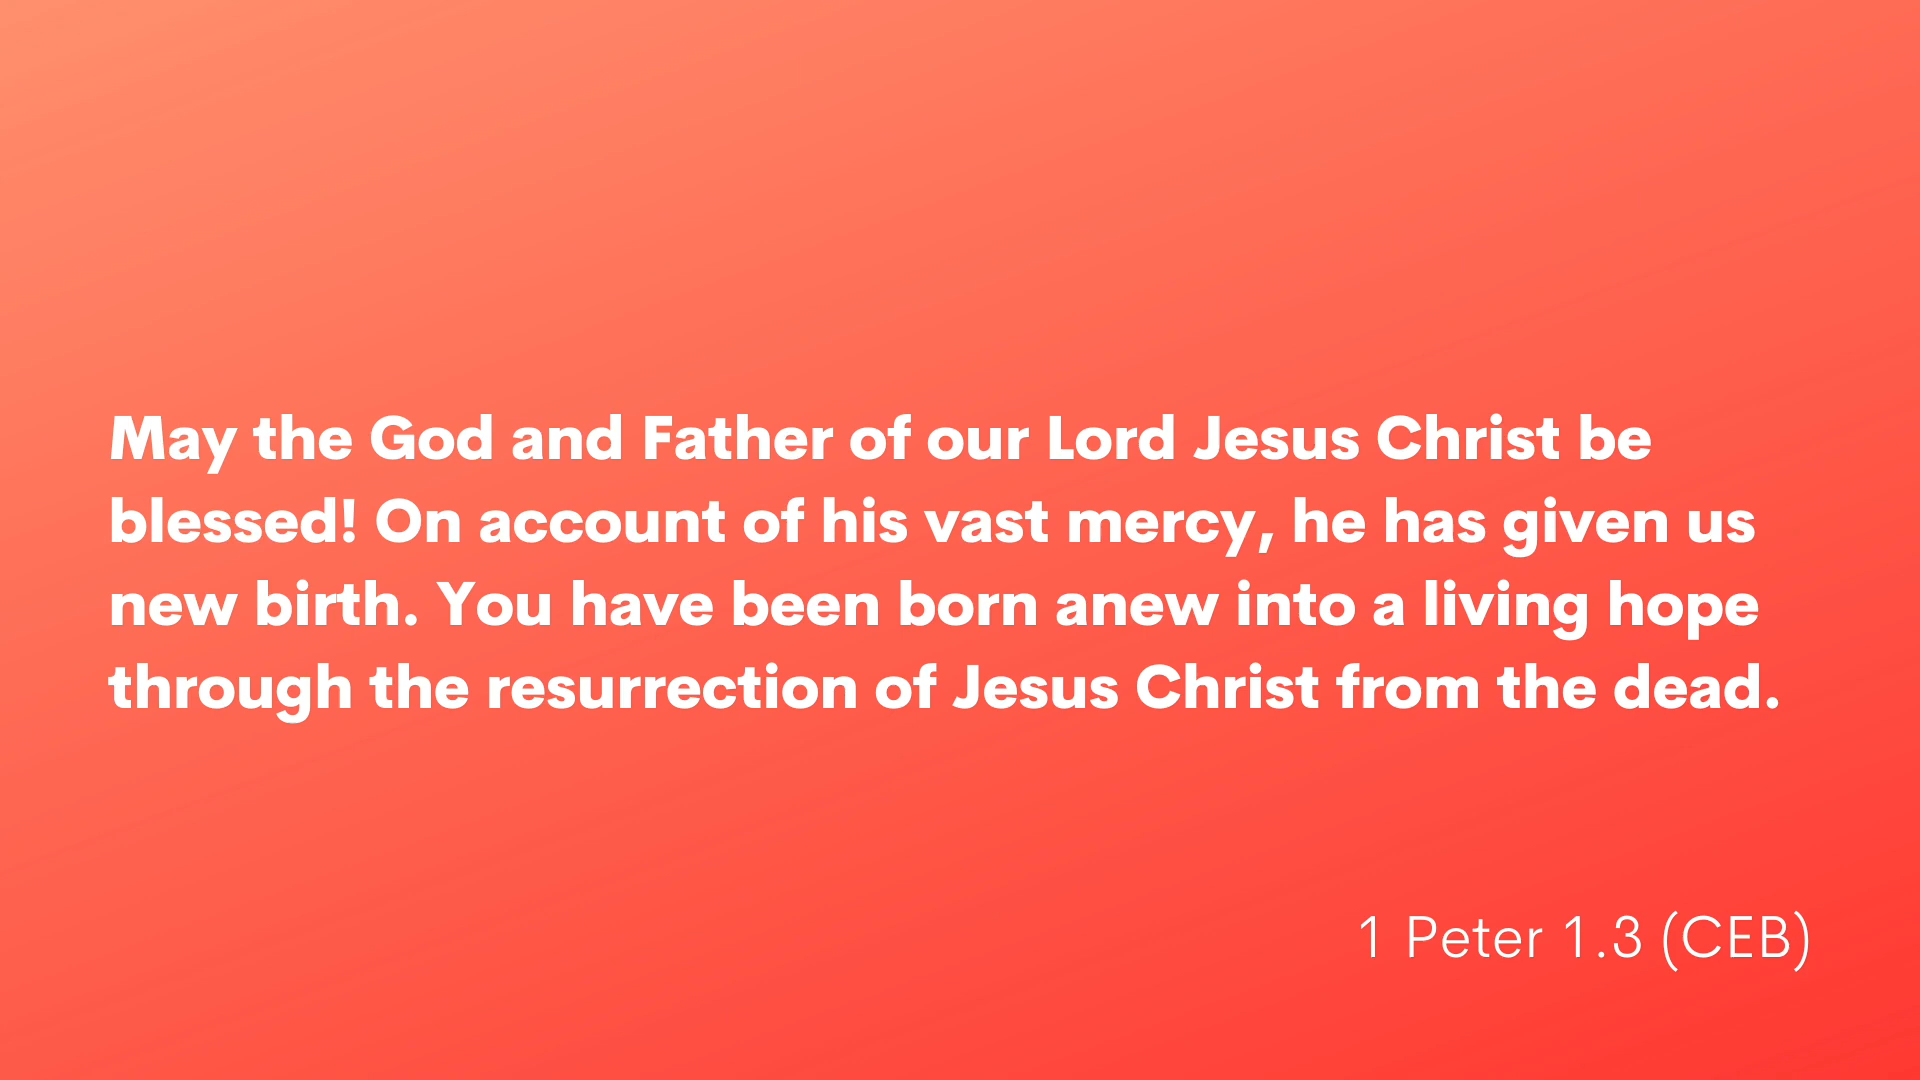 May the God and Father of our Lord Jesus Christ be
blessed! On account of his vast mercy, he has given us
new birth. You have been born anew into a living hope
through the resurrection of Jesus Christ from the dead.
1 Peter 1.3 (CEB)